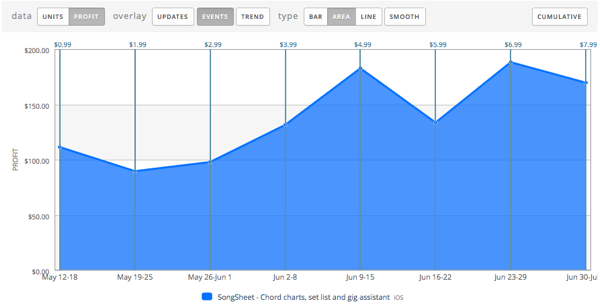 data UNITS PROFIT overlay UPDATES EVENTS TREND type BAR AREA LINE SMOOTH CUMULATIVE
$0.99 $1.99 $2.99 $3.99 $4.99 $5.99 $6.99 $7.99
$200.00
$150.00
PROFIT
$100.00
$50.00
$0.00
May 12-18 May 19-25 May 26-Jun 1 Jun 2-8 Jun 9-15 Jun 16-22 Jun 23-29 Jun 30-Jul
SongSheet - Chord charts, set list and gig assistant iOS